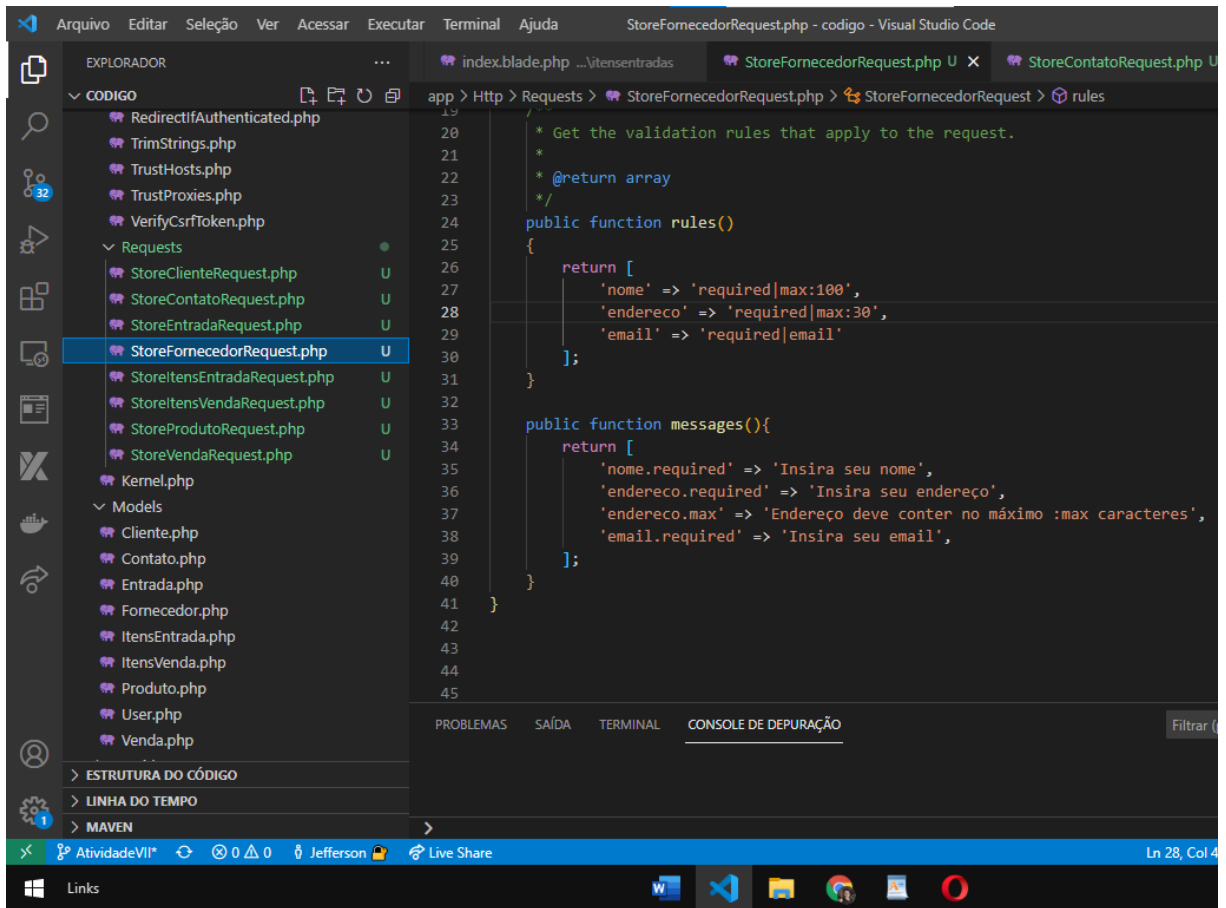 Arquivo Editar Seleção Ver Acessar Executar Terminal Ajuda StoreFornecedorRequest.php - codigo - Visual Studio Code
EXPLORADOR ...
CODIGO
RedirectIfAuthenticated.php
TrimStrings.php
TrustHosts.php
TrustProxies.php
VerifyCsrfToken.php
Requests
StoreClienteRequest.php U
StoreContatoRequest.php U
StoreEntradaRequest.php U
StoreFornecedorRequest.php U
StoreItensEntradaRequest.php U
StoreItensVendaRequest.php U
StoreProdutoRequest.php U
StoreVendaRequest.php U
Kernel.php
Models
Cliente.php
Contato.php
Entrada.php
Fornecedor.php
ItensEntrada.php
ItensVenda.php
Produto.php
User.php
Venda.php
ESTRUTURA DO CÓDIGO
LINHA DO TEMPO
MAVEN
32
1
index.blade.php ...\itensentradas StoreFornecedorRequest.php U StoreContatoRequest.php U
app > Http > Requests > StoreFornecedorRequest.php > StoreFornecedorRequest > rules
19 /**
20 * Get the validation rules that apply to the request.
21 *
22 * @return array
23 */
24 public function rules()
25 {
26 return [
27 'nome' => 'required|max:100',
28 'endereco' => 'required|max:30',
29 'email' => 'required|email'
30 ];
31 }
32
33 public function messages(){
34 return [
35 'nome.required' => 'Insira seu nome',
36 'endereco.required' => 'Insira seu endereço',
37 'endereco.max' => 'Endereço deve conter no máximo :max caracteres',
38 'email.required' => 'Insira seu email',
39 ];
40 }
41 }
42
43
44
45
PROBLEMAS SAÍDA TERMINAL CONSOLE DE DEPURAÇÃO Filtrar (
AtividadeVII* 0 0 Jefferson Live Share Ln 28, Col 4
Links